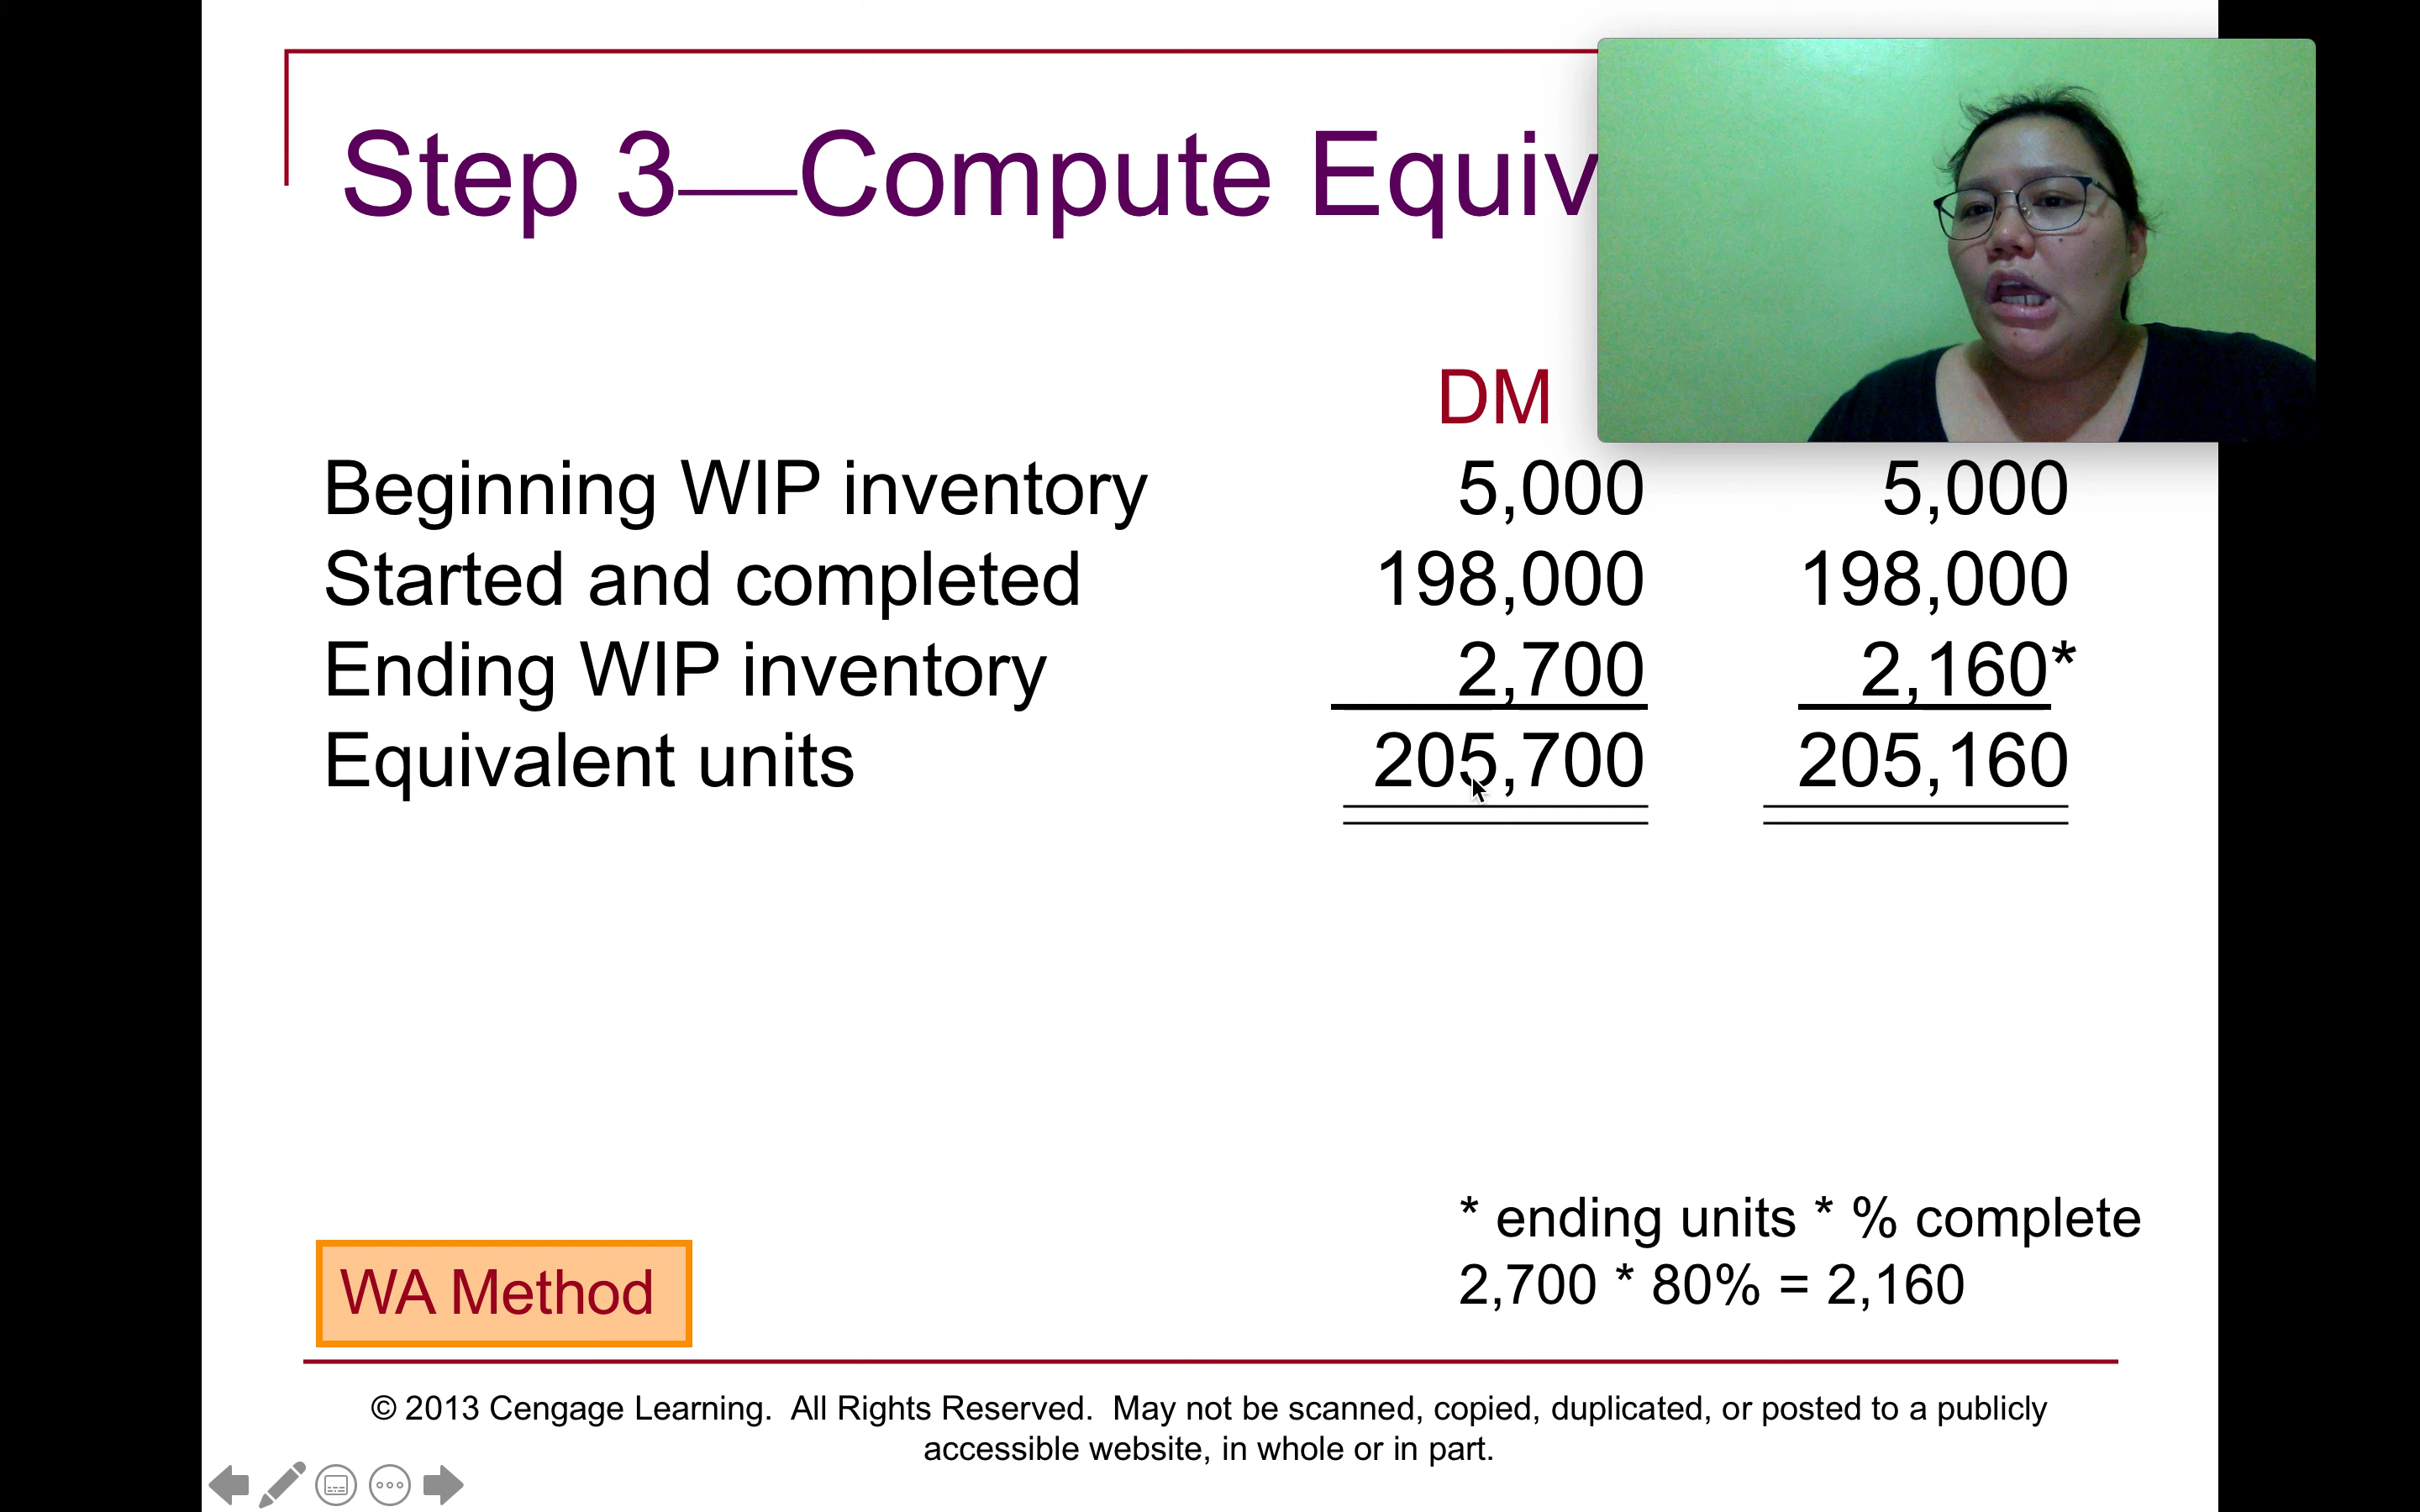 Step 3—Compute Equiv
DM
Beginning WIP inventory 5,000 5,000
Started and completed 198,000 198,000
Ending WIP inventory 2,700 2,160*
Equivalent units 205,700 205,160
* ending units * % complete
2,700 * 80% = 2,160
WA Method
© 2013 Cengage Learning. All Rights Reserved. May not be scanned, copied, duplicated, or posted to a publicly
accessible website, in whole or in part.